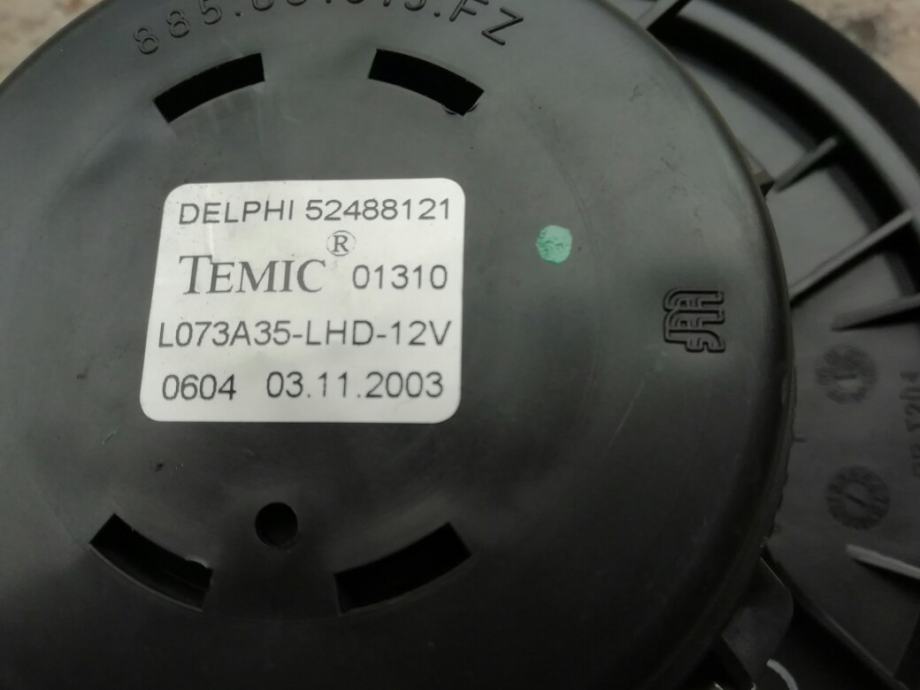 DELPHI 52488121
TEMIC® 01310
L073A35-LHD-12V
0604 03.11.2003